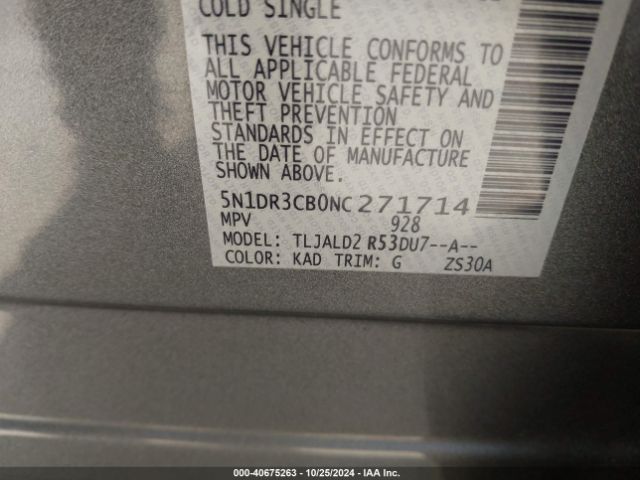 COLD SINGLE
THIS VEHICLE CONFORMS TO
ALL APPLICABLE FEDERAL
MOTOR VEHICLE SAFETY AND
THEFT PREVENTION
STANDARDS IN EFFECT ON
THE DATE OF MANUFACTURE
SHOWN ABOVE.
5N1DR3CB0NC271714
MPV 928
MODEL: TLJALD2 R53DU7--A--
COLOR: KAD TRIM: G ZS30A
000-40675263 - 10/25/2024 - IAA Inc.